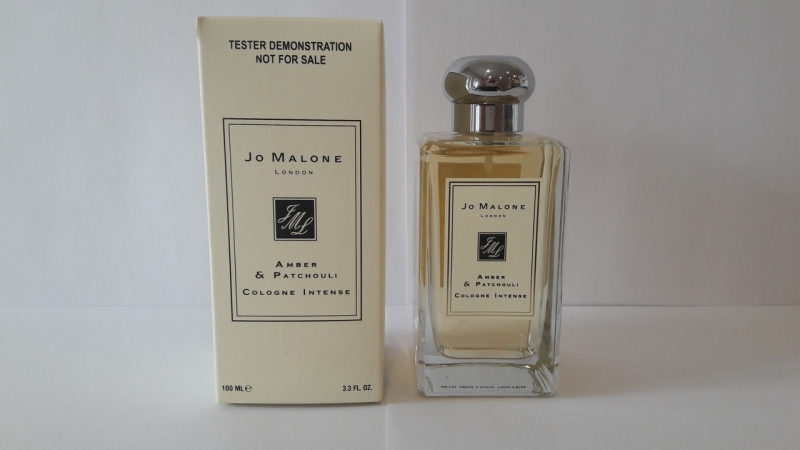 TESTER DEMONSTRATION
NOT FOR SALE
JO MALONE
LONDON
JML
AMBER
& PATCHOULI
COLOGNE INTENSE
100 ML ℮
3.3 FL. OZ.
JO MALONE
LONDON
JML
AMBER
& PATCHOULI
COLOGNE INTENSE